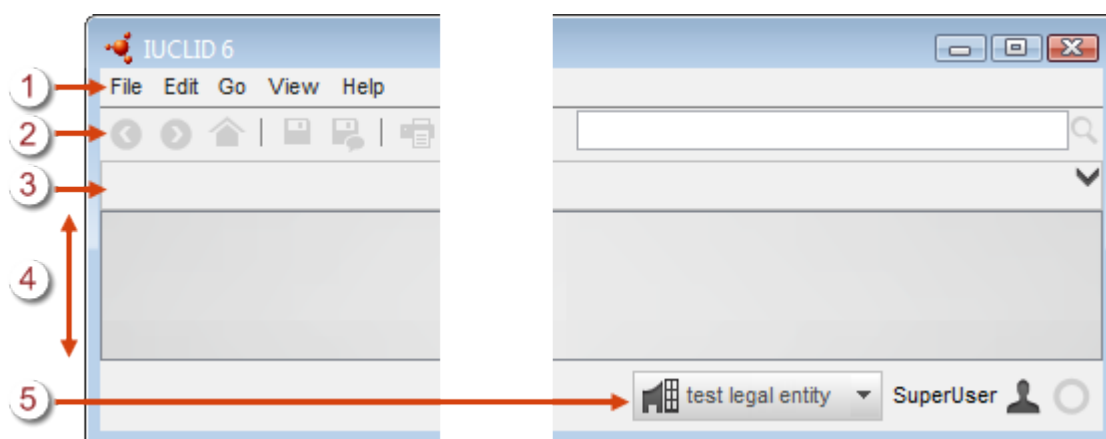 IUCLID 6
1 File Edit Go View Help
2
3
4
5 test legal entity SuperUser